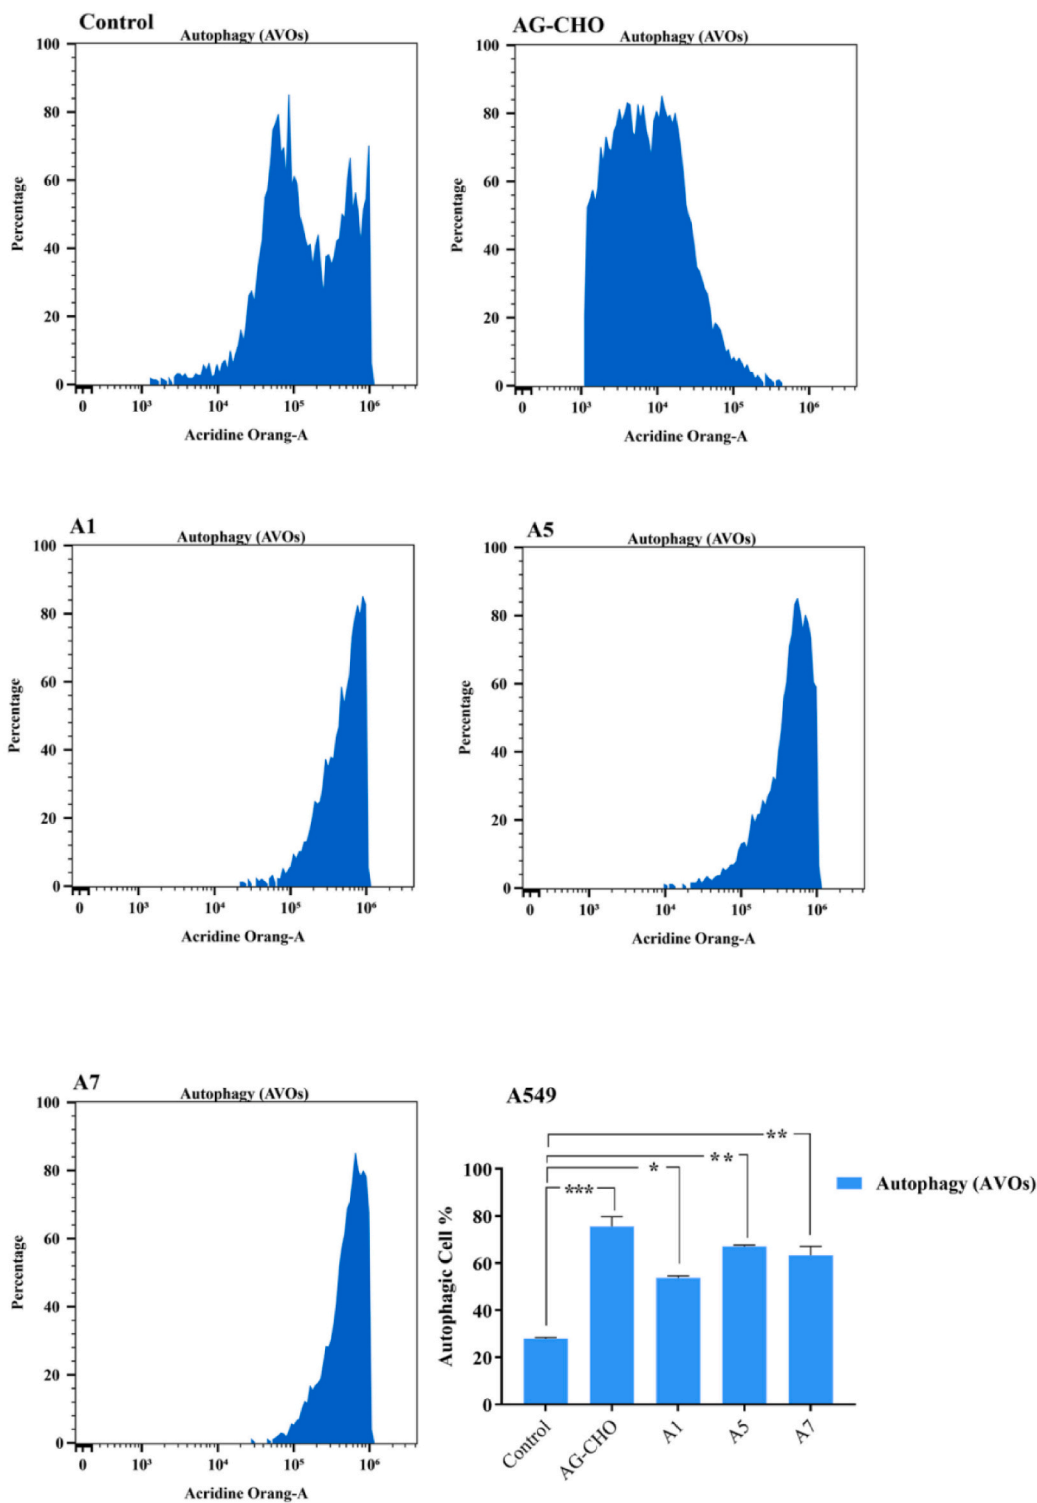 Control
Autophagy (AVOs)
100
80
60
40
20
0
Percentage
0 10³ 10⁴ 10⁵ 10⁶
Acridine Orang-A
AG-CHO
Autophagy (AVOs)
100
80
60
40
20
0
Percentage
0 10³ 10⁴ 10⁵ 10⁶
Acridine Orang-A
A1
Autophagy (AVOs)
100
80
60
40
20
0
Percentage
0 10³ 10⁴ 10⁵ 10⁶
Acridine Orang-A
A5
Autophagy (AVOs)
100
80
60
40
20
0
Percentage
0 10³ 10⁴ 10⁵ 10⁶
Acridine Orang-A
A7
Autophagy (AVOs)
100
80
60
40
20
0
Percentage
0 10³ 10⁴ 10⁵ 10⁶
Acridine Orang-A
A549
**
**
*
***
100
80
60
40
20
0
Autophagic Cell %
Control AG-CHO A1 A5 A7
Autophagy (AVOs)